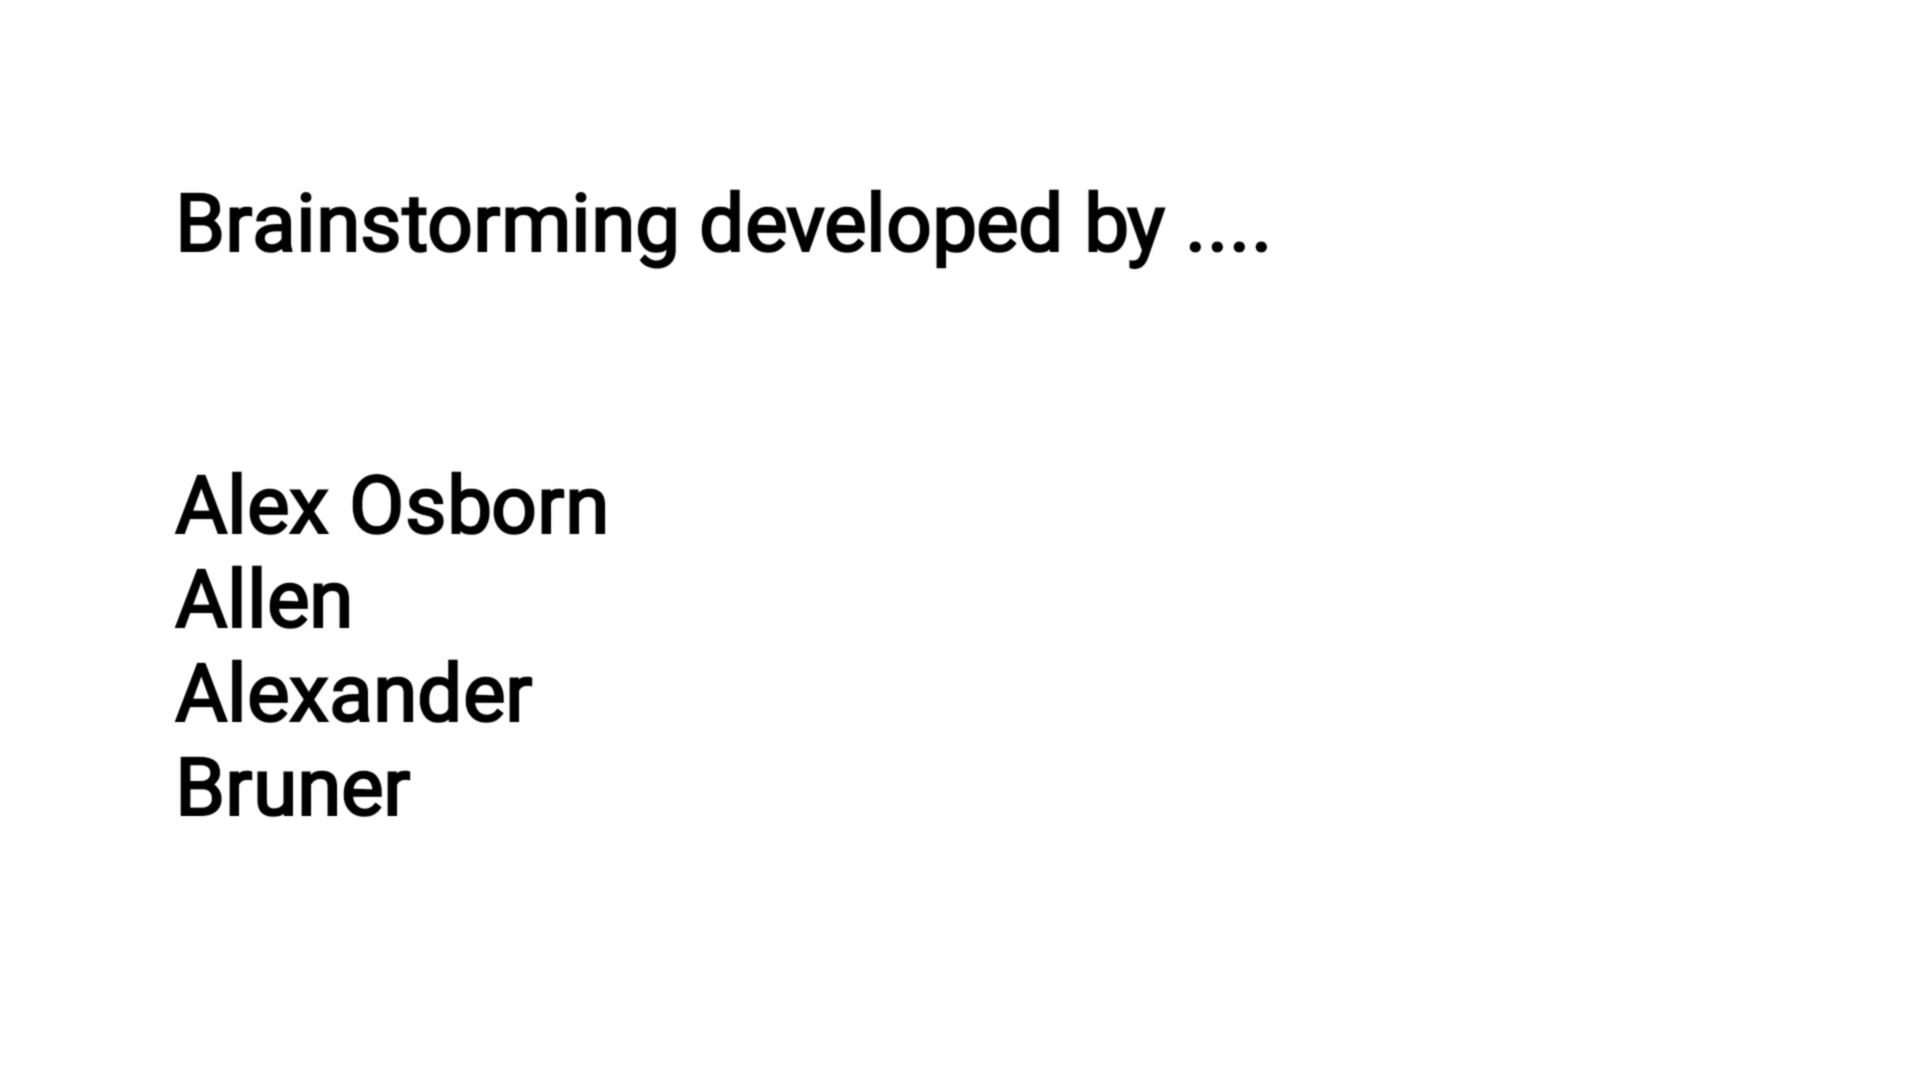 Brainstorming developed by ....
Alex Osborn
Allen
Alexander
Bruner